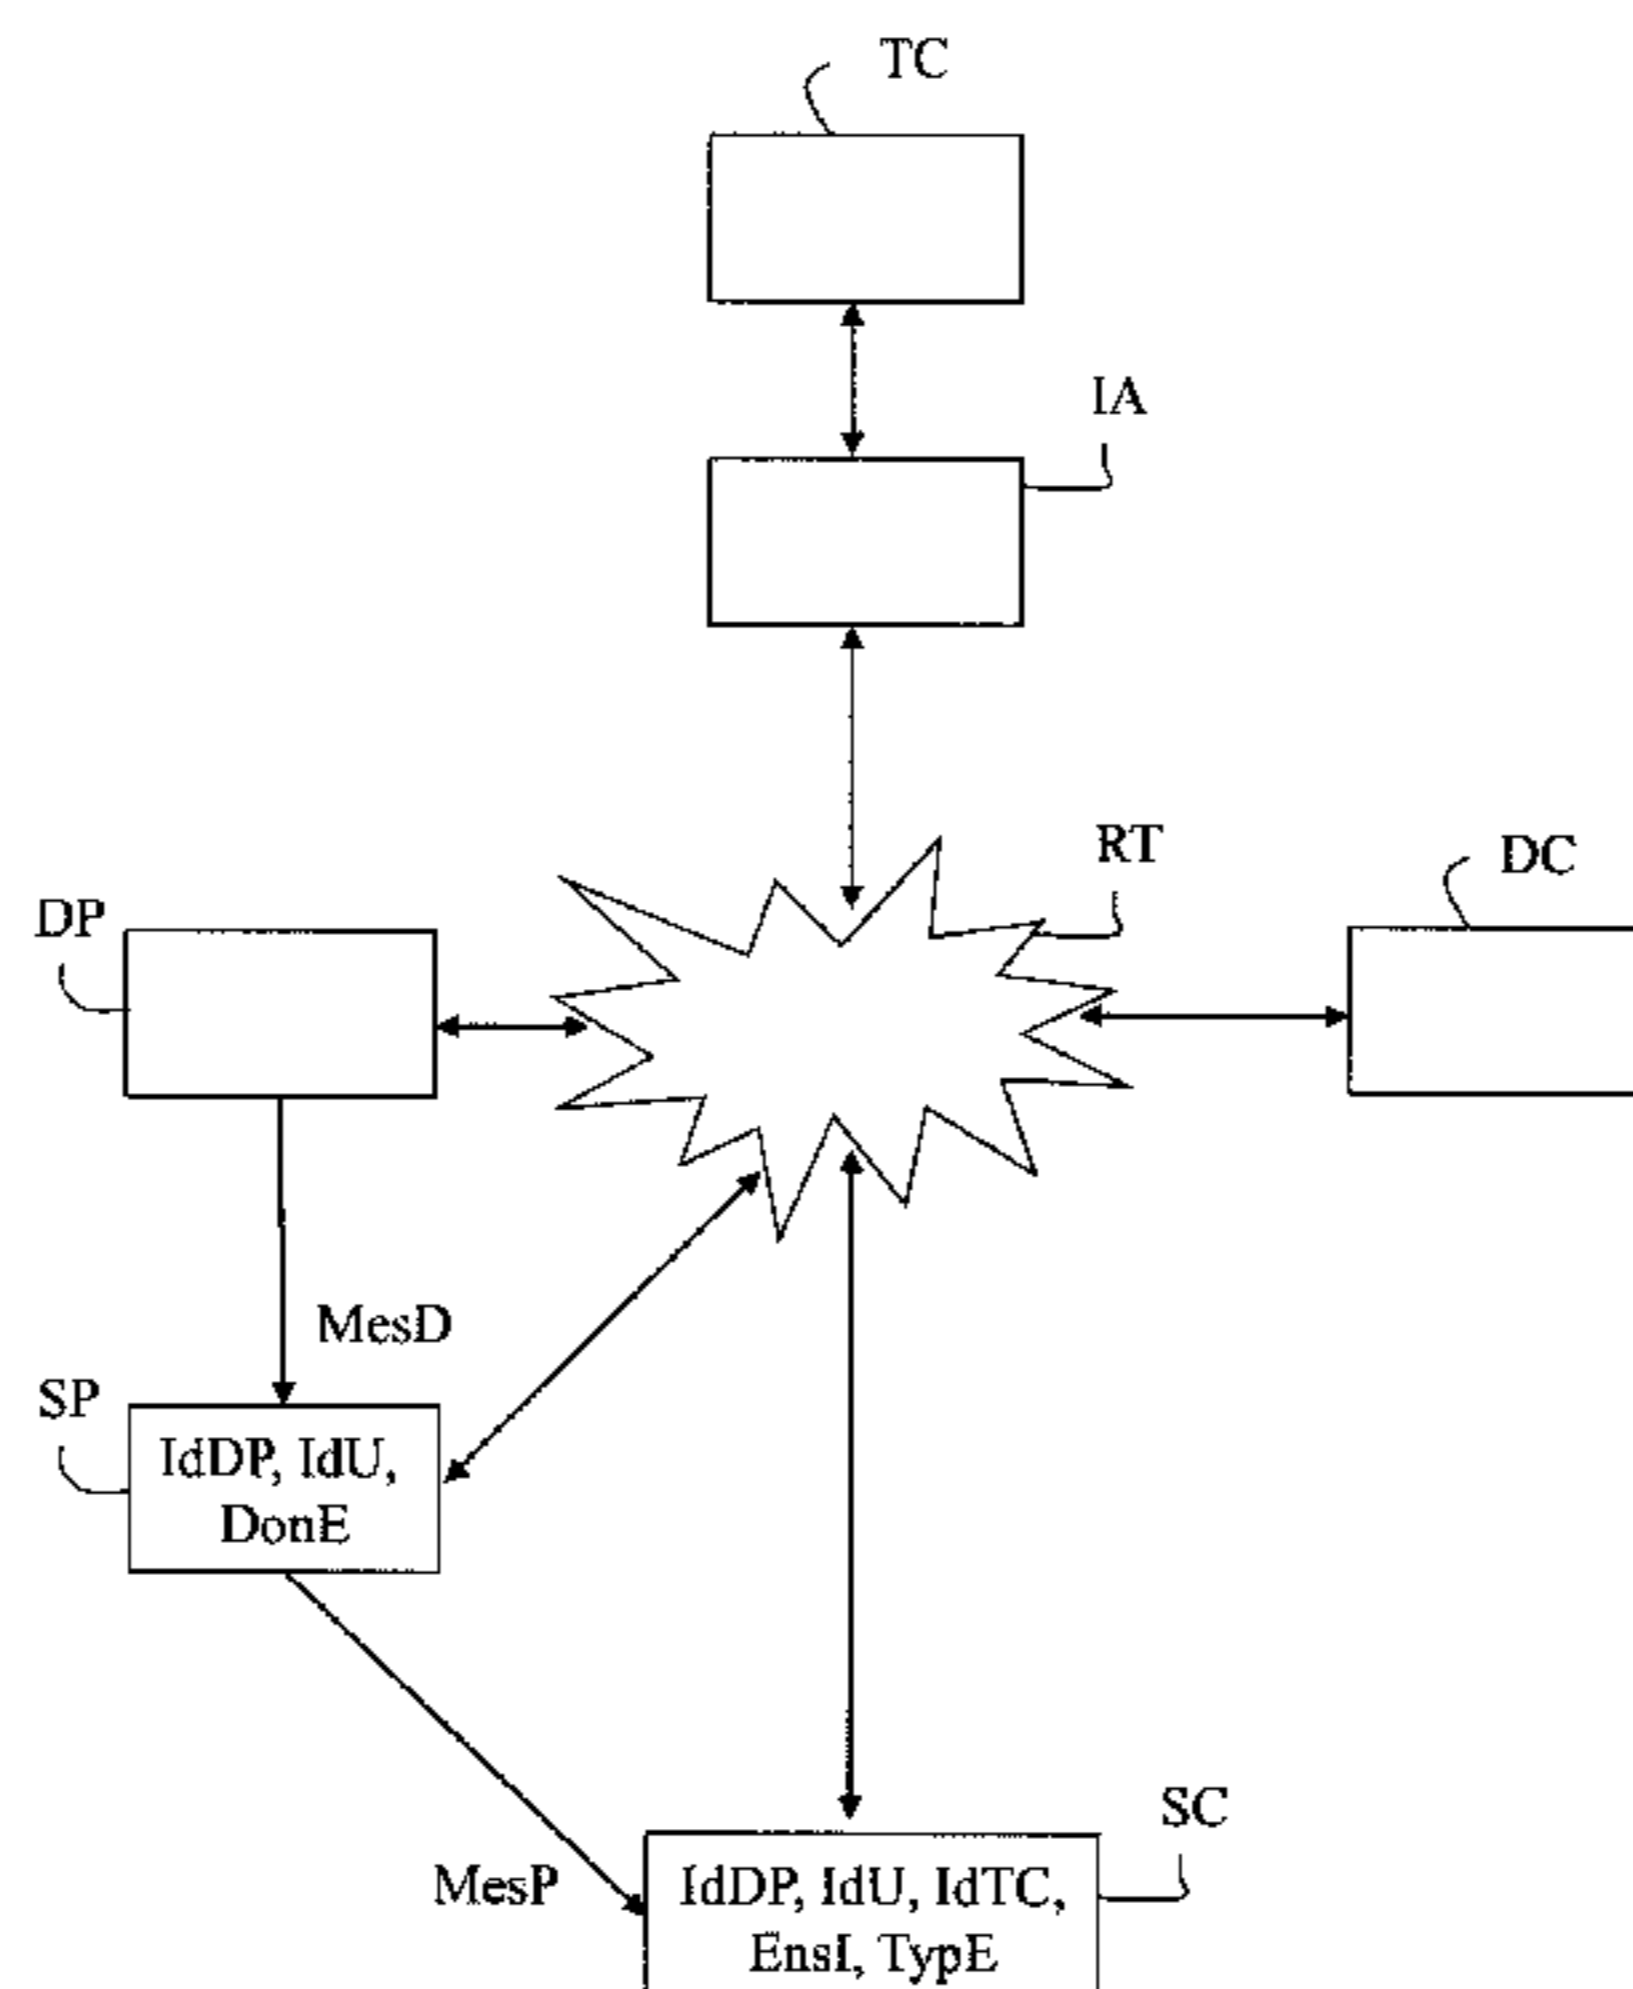 TC
IA
RT
DC
DP
MesD
SP
IdDP, IdU,
DonE
SC
MesP
IdDP, IdU, IdTC,
EnsI, TypE